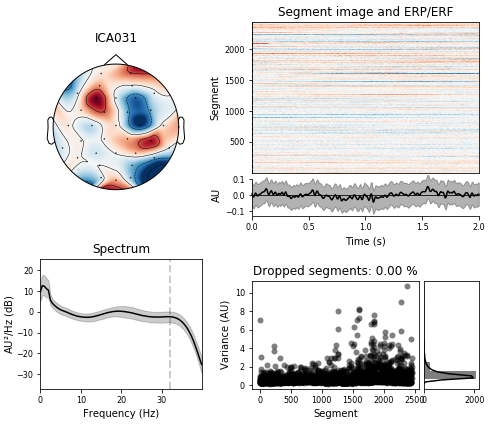 ICA031
Segment image and ERP/ERF
Segment
2000
1500
1000
500
AU
0.1
0.0
−0.1
0.0 0.5 1.0 1.5 2.0
Time (s)
Spectrum
AU²/Hz (dB)
20
10
0
−10
−20
−30
0 10 20 30
Frequency (Hz)
Dropped segments: 0.00 %
Variance (AU)
10
8
6
4
2
0
0 500 1000 1500 2000 2500
Segment
0 2000